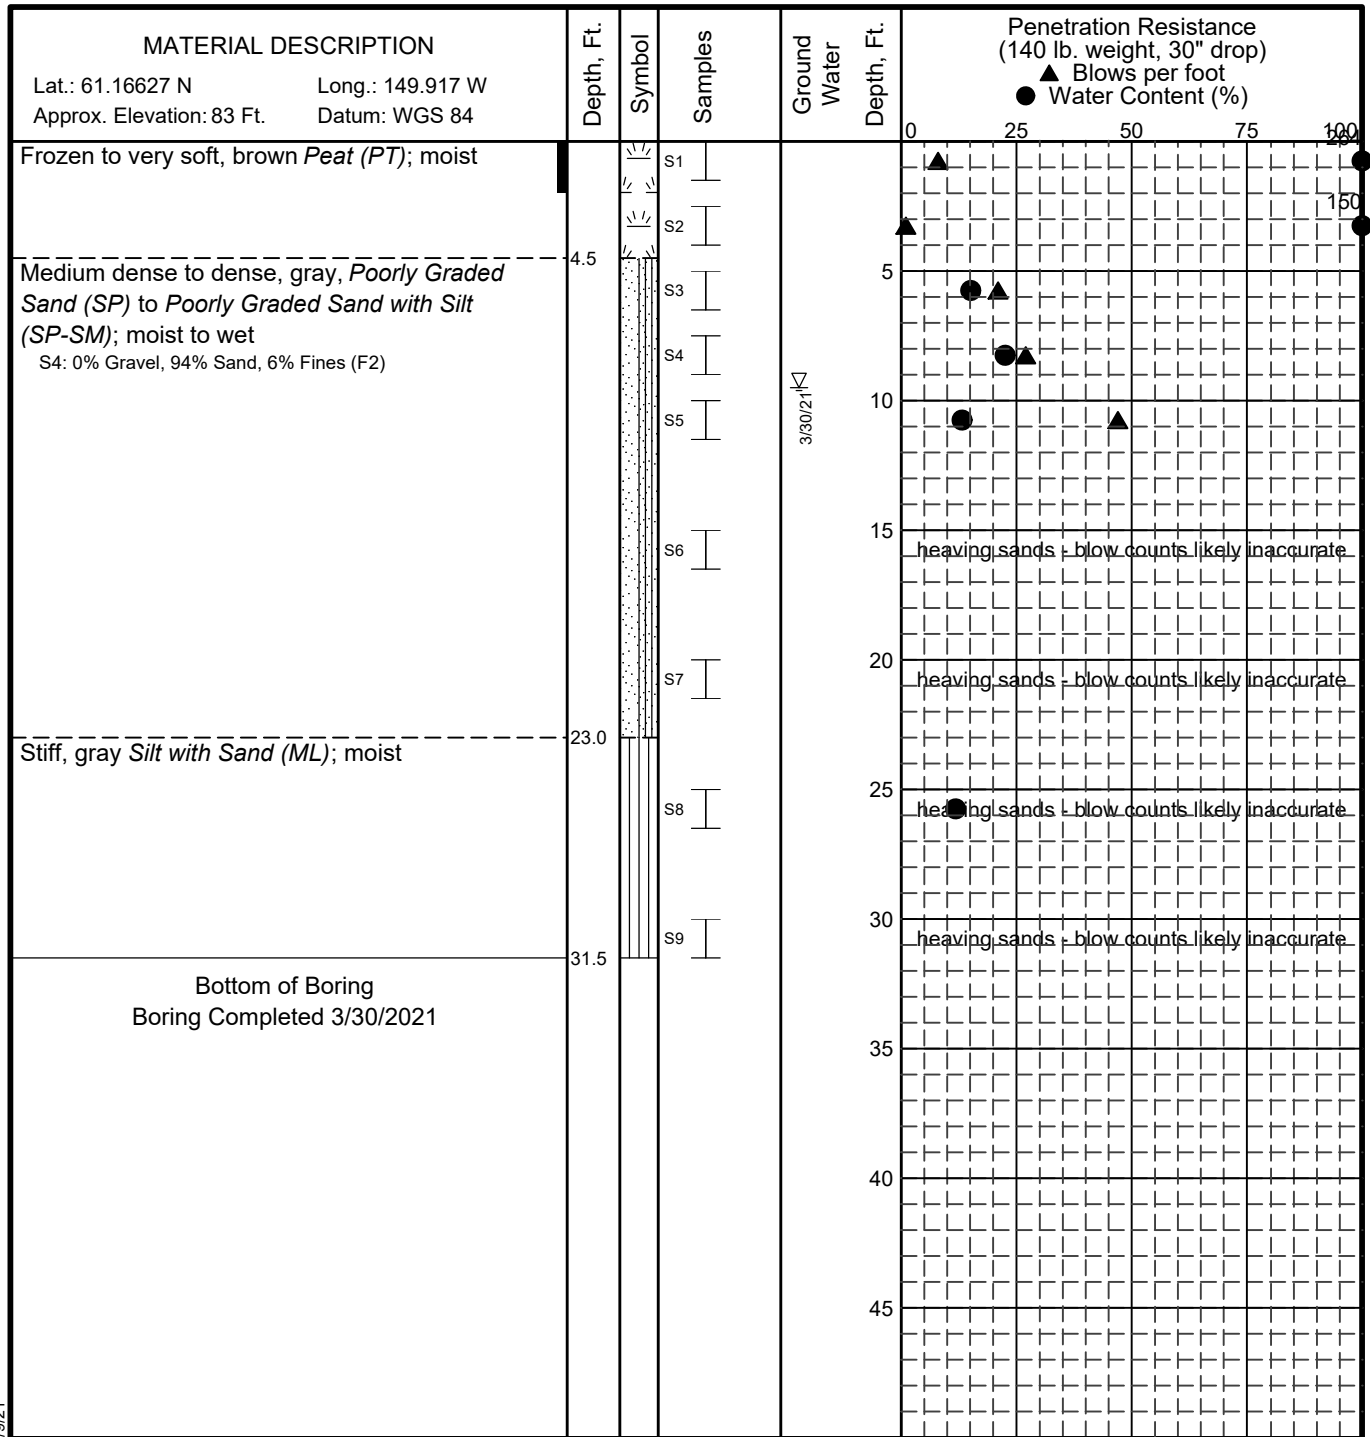 MATERIAL DESCRIPTION
Lat.: 61.16627 N Long.: 149.917 W
Approx. Elevation: 83 Ft. Datum: WGS 84
Depth, Ft.
Symbol
Samples
Ground
Water
Depth, Ft.
Penetration Resistance
(140 lb. weight, 30" drop)
▲ Blows per foot
● Water Content (%)
0 25 50 75 100
264
Frozen to very soft, brown Peat (PT); moist
S1
150
S2
4.5
Medium dense to dense, gray, Poorly Graded
Sand (SP) to Poorly Graded Sand with Silt
(SP-SM); moist to wet
S4: 0% Gravel, 94% Sand, 6% Fines (F2)
5
S3
S4
3/30/21
10
S5
15
S6
heaving sands - blow counts likely inaccurate
20
S7
heaving sands - blow counts likely inaccurate
23.0
Stiff, gray Silt with Sand (ML); moist
25
S8
heaving sands - blow counts likely inaccurate
30
S9
heaving sands - blow counts likely inaccurate
31.5
Bottom of Boring
Boring Completed 3/30/2021
35
40
45